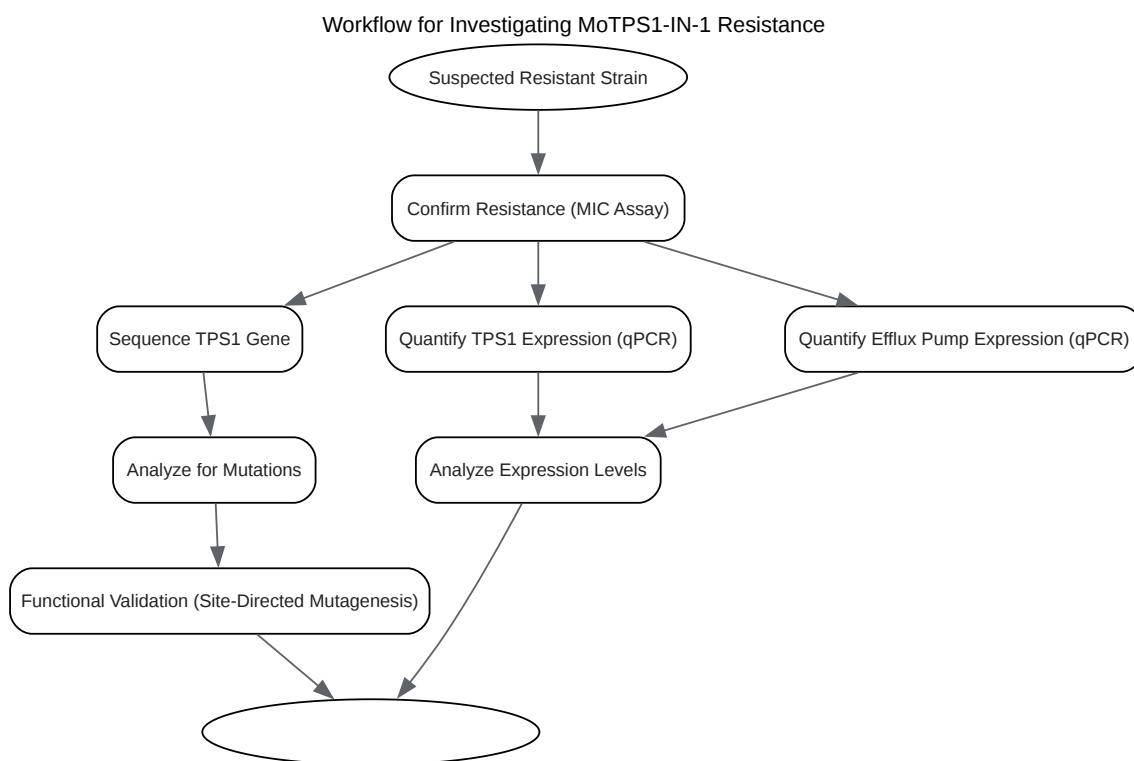 Workflow for Investigating MoTPS1-IN-1 Resistance
Suspected Resistant Strain
Confirm Resistance (MIC Assay)
Sequence TPS1 Gene
Quantify TPS1 Expression (qPCR)
Quantify Efflux Pump Expression (qPCR)
Analyze for Mutations
Analyze Expression Levels
Functional Validation (Site-Directed Mutagenesis)